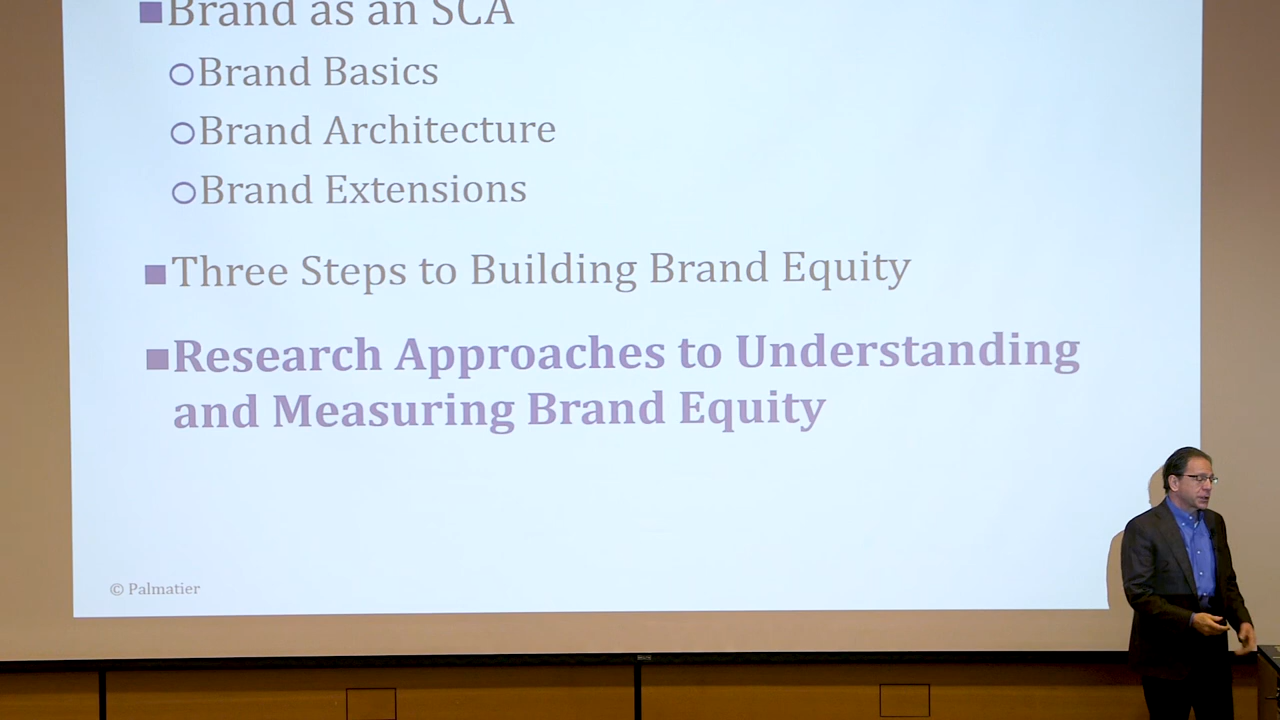 Brand as an SCA
Brand Basics
Brand Architecture
Brand Extensions
Three Steps to Building Brand Equity
Research Approaches to Understanding
and Measuring Brand Equity
© Palmatier